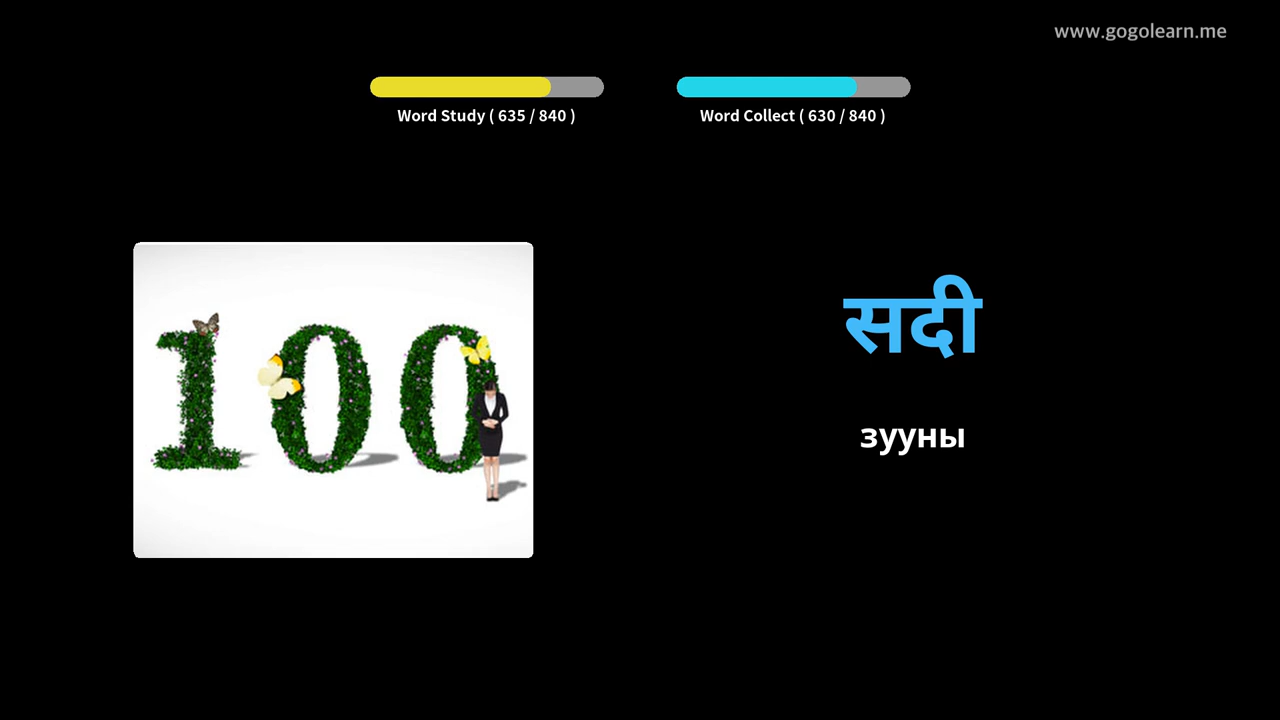 www.gogolearn.me
Word Study ( 635 / 840 )
Word Collect ( 630 / 840 )
100
सदी
зууны